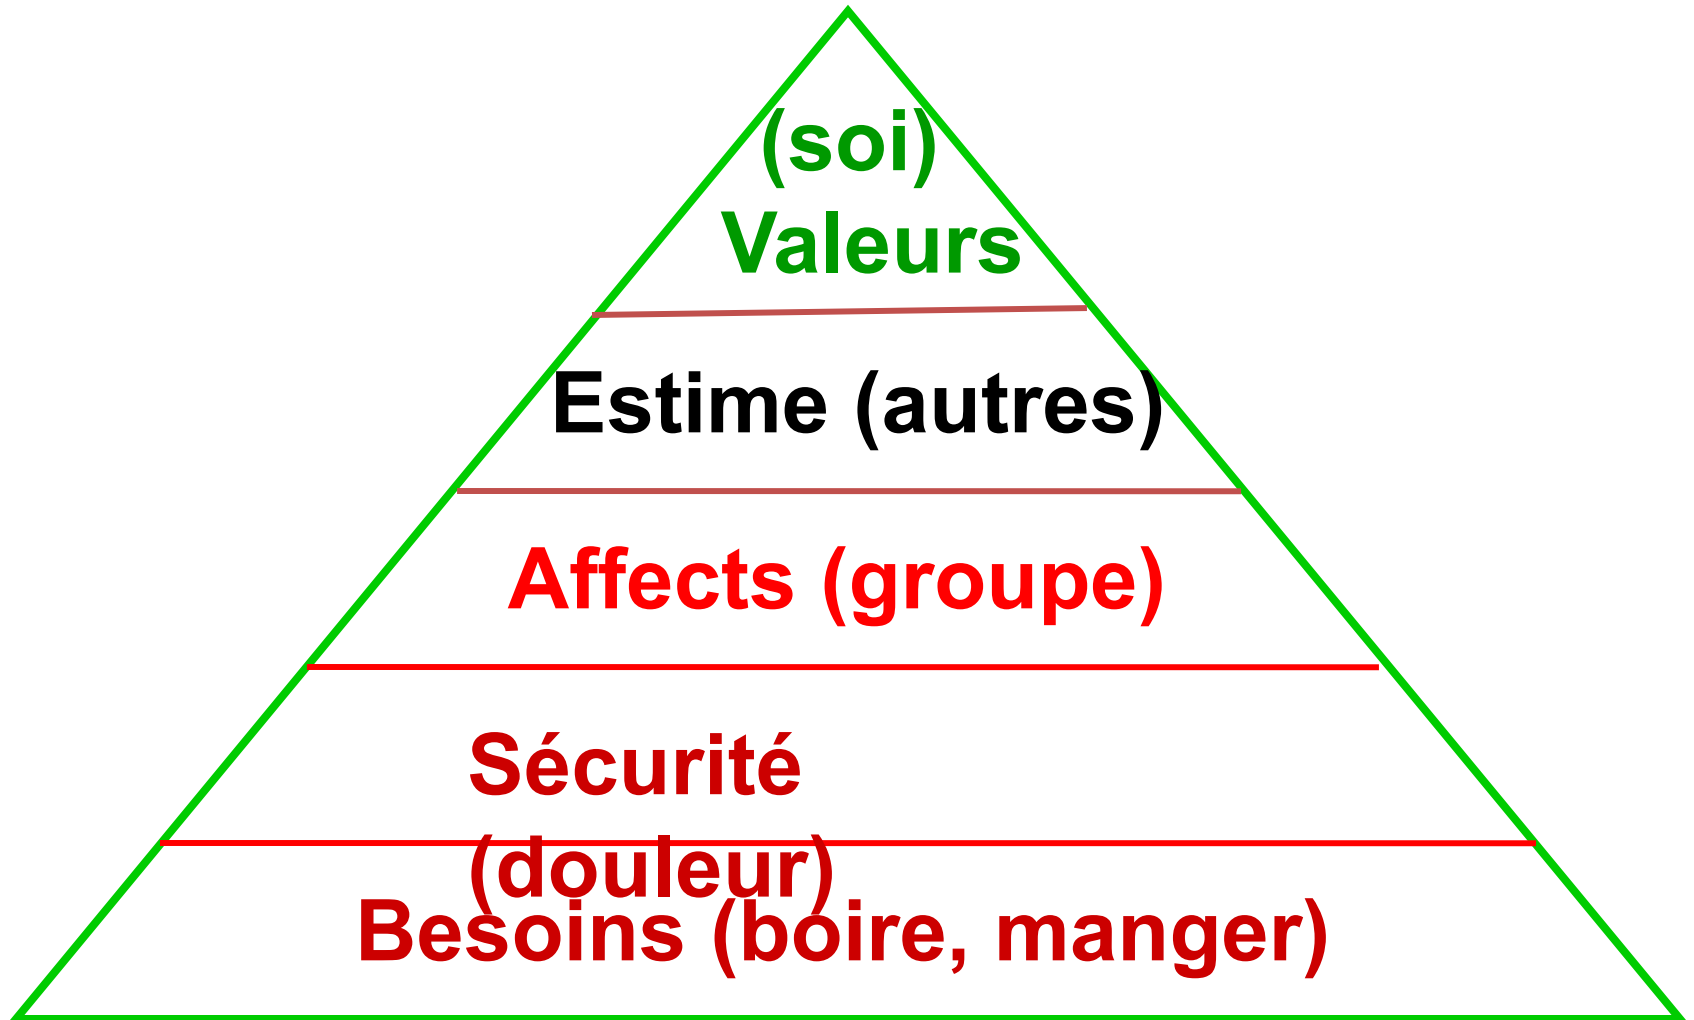 (soi)
Valeurs
Estime (autres)
Affects (groupe)
Sécurité
(douleur)
Besoins (boire, manger)